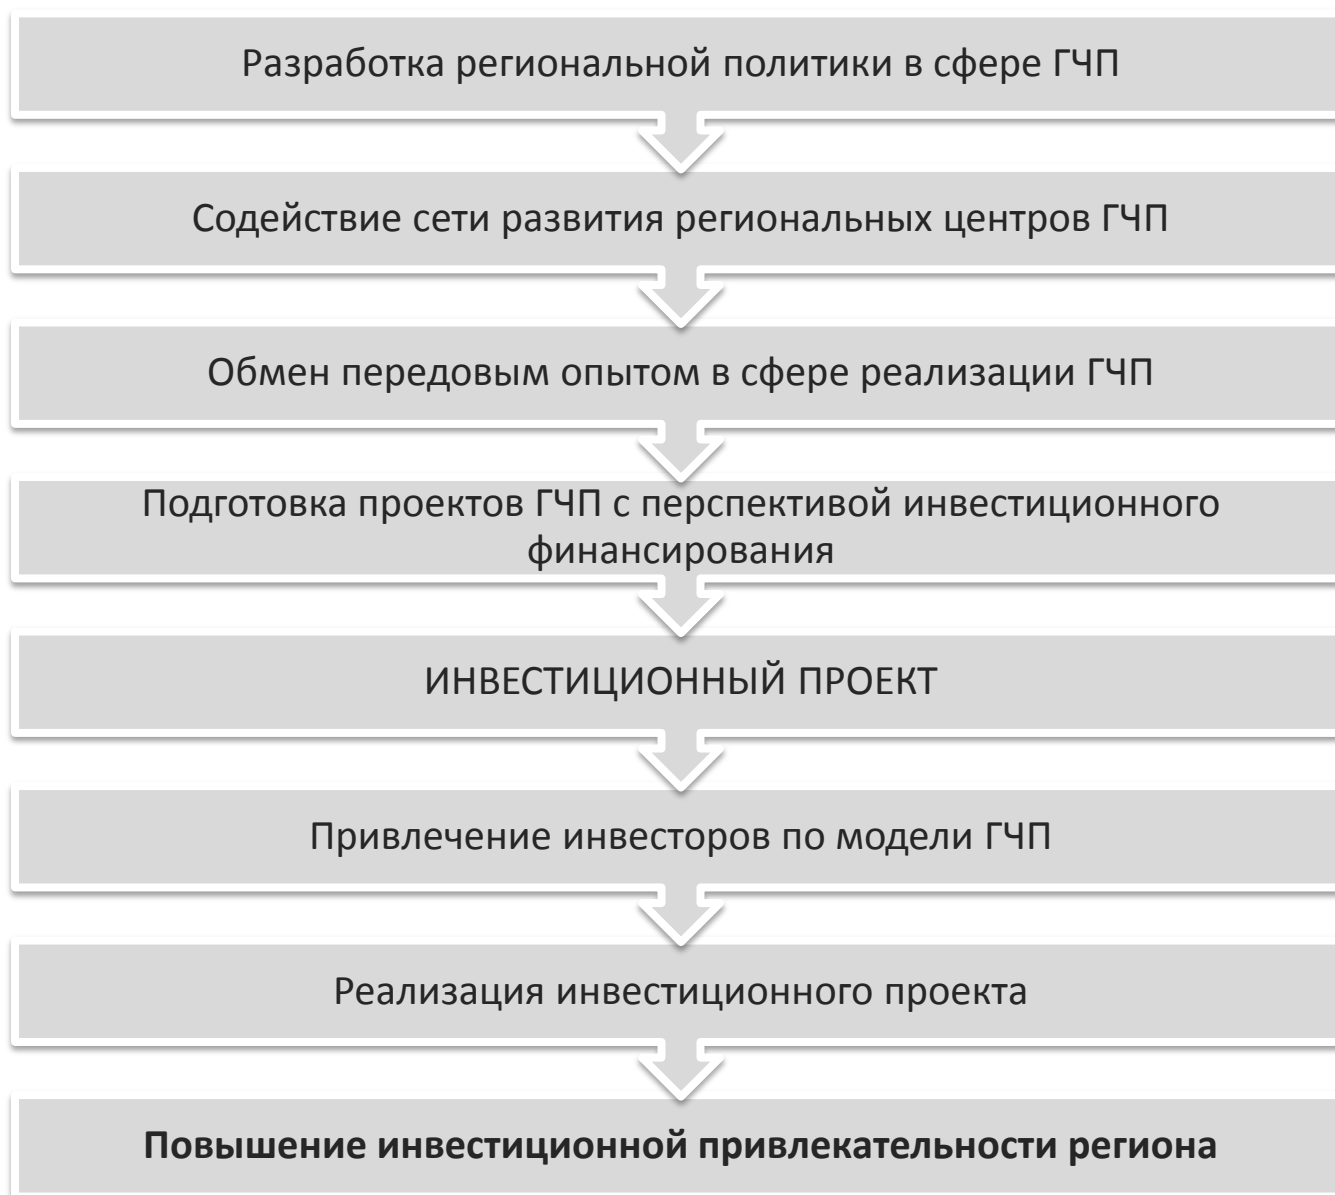 Разработка региональной политики в сфере ГЧП
Содействие сети развития региональных центров ГЧП
Обмен передовым опытом в сфере реализации ГЧП
Подготовка проектов ГЧП с перспективой инвестиционного
финансирования
ИНВЕСТИЦИОННЫЙ ПРОЕКТ
Привлечение инвесторов по модели ГЧП
Реализация инвестиционного проекта
Повышение инвестиционной привлекательности региона